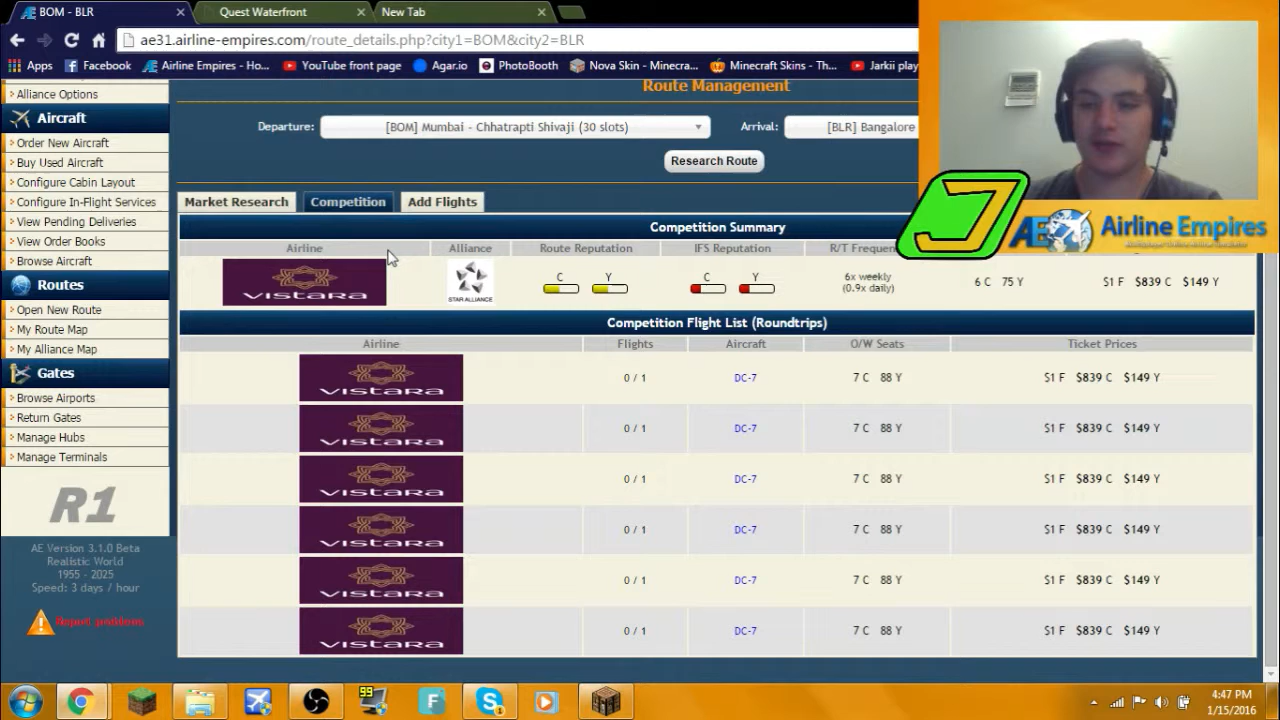 BOM - BLR × Quest Waterfront × New Tab ×
ae31.airline-empires.com/route_details.php?city1=BOM&city2=BLR
Apps Facebook Airline Empires - Ho... YouTube front page Agar.io PhotoBooth Nova Skin - Minecra... Minecraft Skins - Th... Jarkii play
Alliance Options
Aircraft
Order New Aircraft
Buy Used Aircraft
Configure Cabin Layout
Configure In-Flight Services
View Pending Deliveries
View Order Books
Browse Aircraft
Routes
Open New Route
My Route Map
My Alliance Map
Gates
Browse Airports
Return Gates
Manage Hubs
Manage Terminals
R1
AE Version 3.1.0 Beta
Realistic World
1955 - 2025
Speed: 3 days / hour
Report problems
Route Management
Departure: [BOM] Mumbai - Chhatrapti Shivaji (30 slots) Arrival: [BLR] Bangalore
Research Route
Market Research Competition Add Flights
Competition Summary
Airline Alliance Route Reputation IFS Reputation R/T Frequen
VISTARA STAR ALLIANCE C Y C Y 6x weekly (0.9x daily) 6 C 75 Y $1 F $839 C $149 Y
Competition Flight List (Roundtrips)
Airline Flights Aircraft O/W Seats Ticket Prices
VISTARA 0 / 1 DC-7 7 C 88 Y $1 F $839 C $149 Y
VISTARA 0 / 1 DC-7 7 C 88 Y $1 F $839 C $149 Y
VISTARA 0 / 1 DC-7 7 C 88 Y $1 F $839 C $149 Y
VISTARA 0 / 1 DC-7 7 C 88 Y $1 F $839 C $149 Y
VISTARA 0 / 1 DC-7 7 C 88 Y $1 F $839 C $149 Y
VISTARA 0 / 1 DC-7 7 C 88 Y $1 F $839 C $149 Y
J
AE Airline Empires
99
F
4:47 PM
1/15/2016